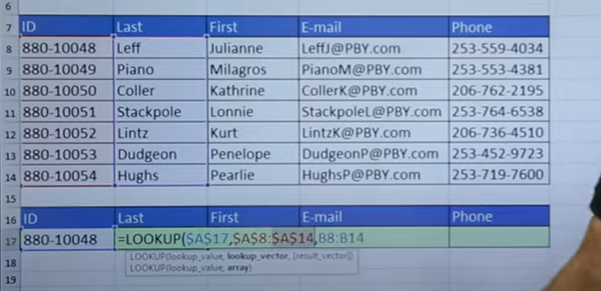 6
7 ID Last First E-mail Phone
8 880-10048 Leff Julianne LeffJ@PBY.com 253-559-4034
9 880-10049 Piano Milagros PianoM@PBY.com 253-553-4381
10 880-10050 Coller Kathrine CollerK@PBY.com 206-762-2195
11 880-10051 Stackpole Lonnie StackpoleL@PBY.com 253-764-6538
12 880-10052 Lintz Kurt LintzK@PBY.com 206-736-4510
13 880-10053 Dudgeon Penelope DudgeonP@PBY.com 253-452-9723
14 880-10054 Hughs Pearlie HughsP@PBY.com 253-719-7600
15
16 ID Last First E-mail Phone
17 880-10048 =LOOKUP($A$17,$A$8:$A$14,B8:B14
18 LOOKUP(lookup_value, lookup_vector, [result_vector])
LOOKUP(lookup_value, array)
19